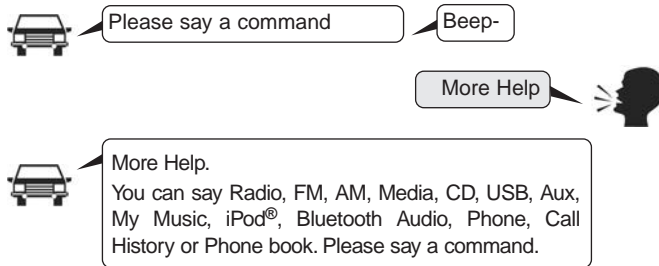 Please say a command
Beep-
More Help
More Help.
You can say Radio, FM, AM, Media, CD, USB, Aux,
My Music, iPod®, Bluetooth Audio, Phone, Call
History or Phone book. Please say a command.